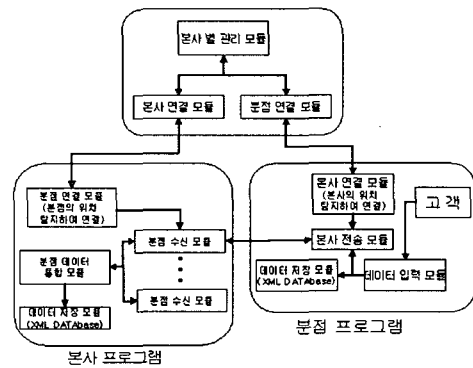 본사 별 관리 모듈
본사 연결 모듈
분점 연결 모듈
분점 연결 모듈
(분점의 위치
탐지하여 연결)
분점 수신 모듈
분점 데이터
통합 모듈
분점 수신 모듈
데이터 저장 모듈
(XML DATAbase)
본사 프로그램
본사 연결 모듈
(본사의 위치
탐지하여 연결)
고 객
본사 전송 모듈
데이터 저장 모듈
(XML DATAbase)
데이터 입력 모듈
분점 프로그램